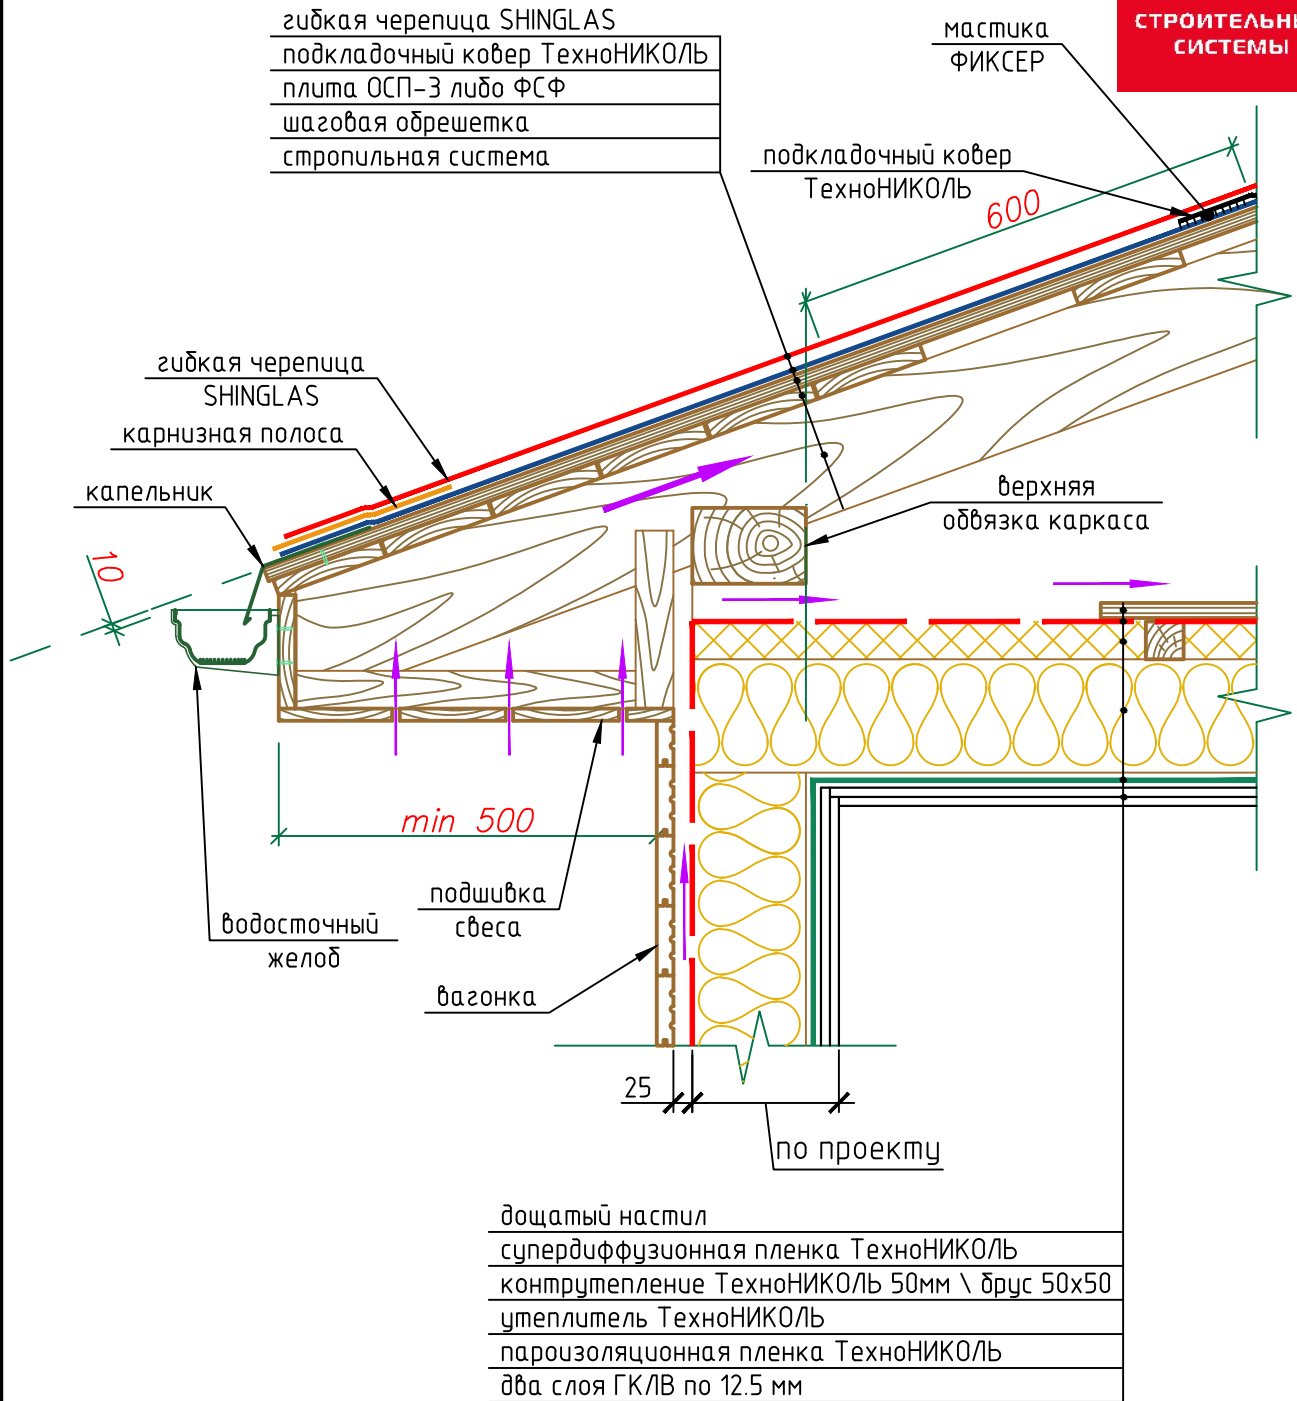 гибкая черепица SHINGLAS
подкладочный ковер ТехноНИКОЛЬ
плита ОСП-3 либо ФСФ
шаговая обрешетка
стропильная система
мастика
ФИКСЕР
СТРОИТЕЛЬНЫ
СИСТЕМЫ
подкладочный ковер
ТехноНИКОЛЬ
600
гибкая черепица
SHINGLAS
карнизная полоса
капельник
10
верхняя
обвязка каркаса
min 500
подшивка
свеса
водосточный
желоб
вагонка
25
по проекту
дощатый настил
супердиффузионная пленка ТехноНИКОЛЬ
контрутепление ТехноНИКОЛЬ 50мм \ брус 50х50
утеплитель ТехноНИКОЛЬ
пароизоляционная пленка ТехноНИКОЛЬ
два слоя ГКЛВ по 12.5 мм